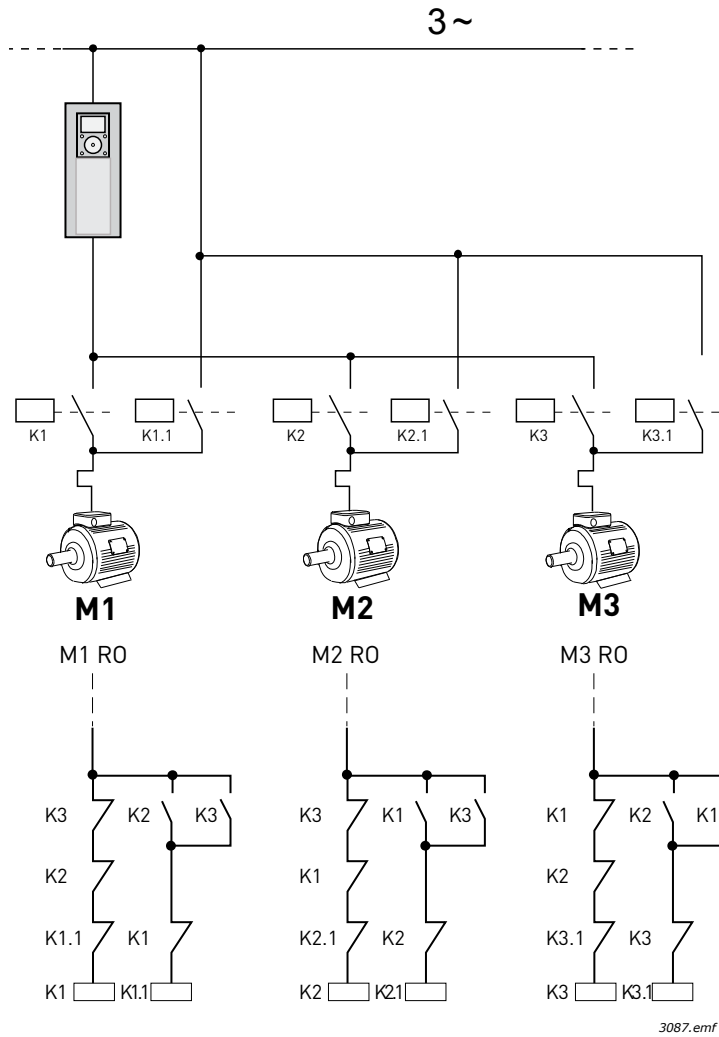 3~
K1 K1.1 K2 K2.1 K3 K3.1
M1 M2 M3
M1 RO M2 RO M3 RO
K3 K2 K3 K3 K1 K3 K1 K2 K1
K2 K1 K2
K1.1 K1 K2.1 K2 K3.1 K3
K1 K1.1 K2 K2.1 K3 K3.1
3087.emf